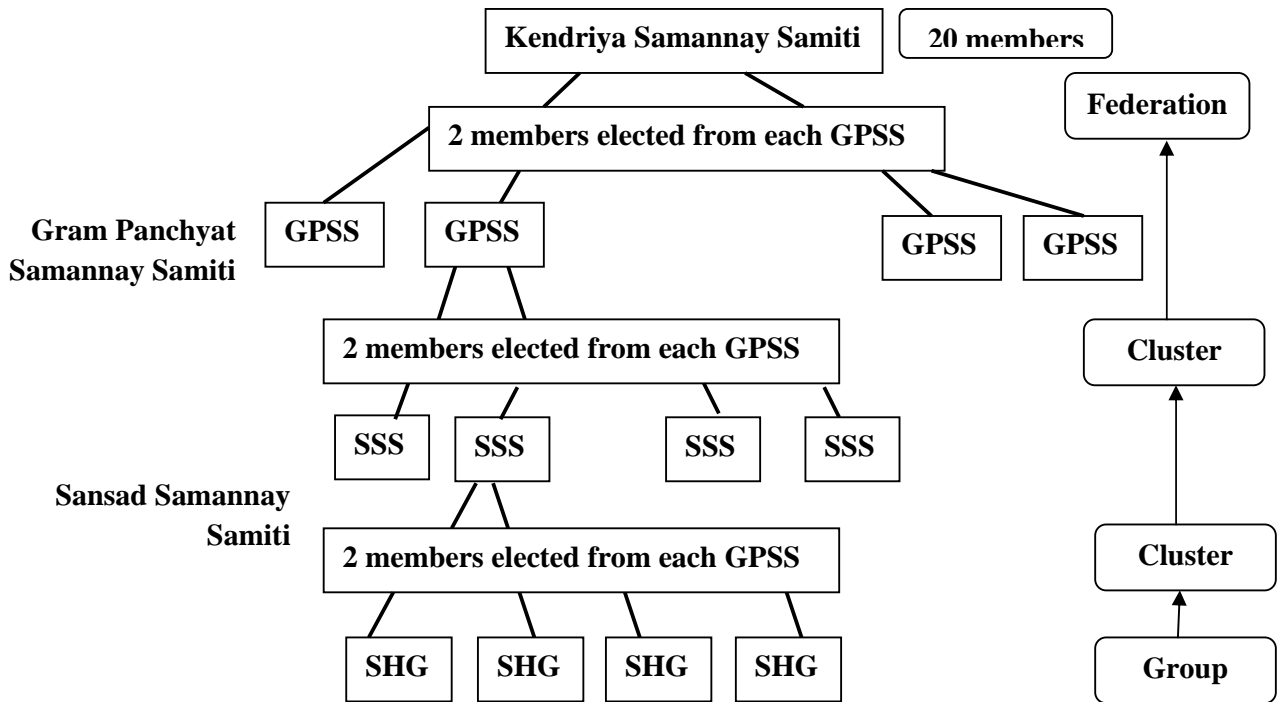 Kendriya Samannay Samiti
20 members
Federation
2 members elected from each GPSS
Gram Panchyat
Samannay Samiti
GPSS
GPSS
GPSS
GPSS
2 members elected from each GPSS
Cluster
SSS
SSS
SSS
SSS
Sansad Samannay
Samiti
2 members elected from each GPSS
Cluster
SHG
SHG
SHG
SHG
Group